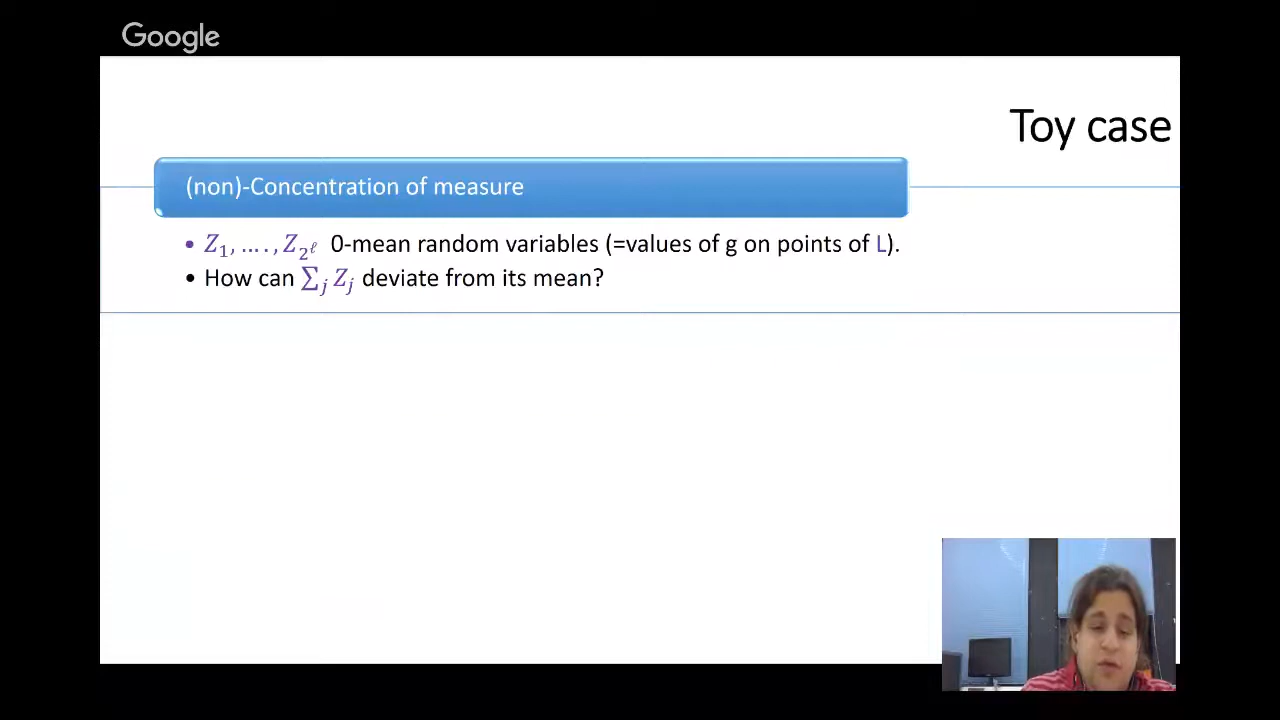 Google
Toy case
(non)-Concentration of measure
• Z₁, …. , Z_{2^ℓ} 0-mean random variables (=values of g on points of L).
• How can ∑ⱼ Zⱼ deviate from its mean?